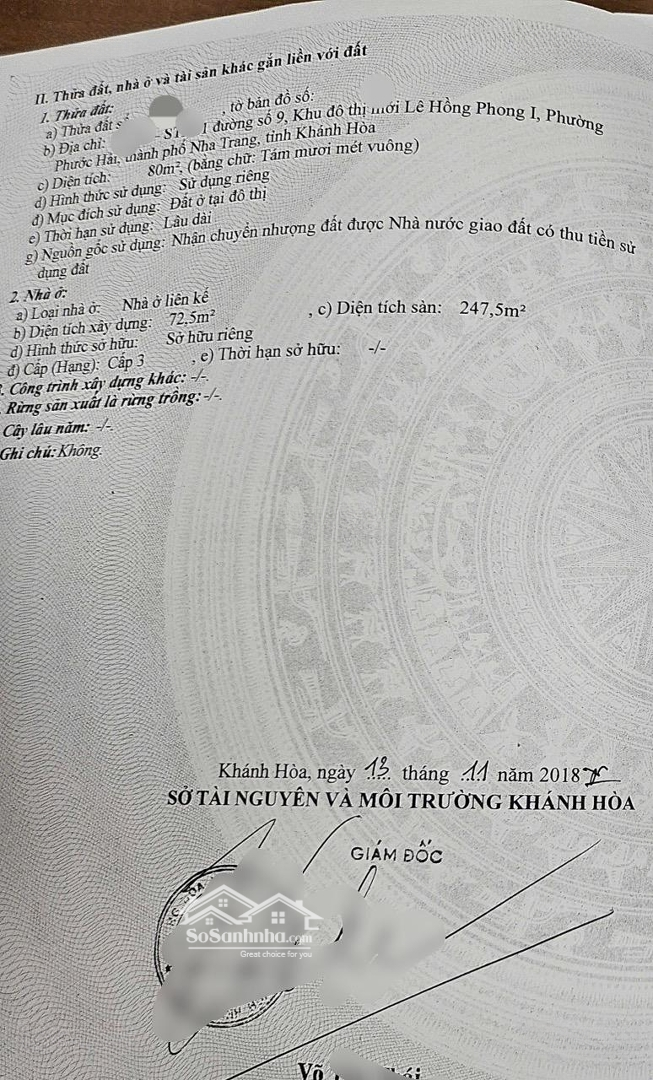 II. Thửa đất, nhà ở và tài sản khác gắn liền với đất
1. Thửa đất:
a) Thửa đất số , tờ bản đồ số:
b) Địa chỉ: đường số 9, Khu đô thị mới Lê Hồng Phong I, Phường
Phước Hải, thành phố Nha Trang, tỉnh Khánh Hòa
c) Diện tích: 80m², (bằng chữ: Tám mươi mét vuông)
d) Hình thức sử dụng: Sử dụng riêng
đ) Mục đích sử dụng: Đất ở tại đô thị
e) Thời hạn sử dụng: Lâu dài
g) Nguồn gốc sử dụng: Nhận chuyển nhượng đất được Nhà nước giao đất có thu tiền sử
dụng đất
2. Nhà ở:
a) Loại nhà ở: Nhà ở liên kế
b) Diện tích xây dựng: 72,5m² , c) Diện tích sàn: 247,5m²
d) Hình thức sở hữu: Sở hữu riêng
đ) Cấp (Hạng): Cấp 3 , e) Thời hạn sở hữu: -/-
. Công trình xây dựng khác: -/-.
. Rừng sản xuất là rừng trồng: -/-.
Cây lâu năm: -/-.
Ghi chú: Không.
Khánh Hòa, ngày 13 tháng 11 năm 2018
SỞ TÀI NGUYÊN VÀ MÔI TRƯỜNG KHÁNH HÒA
GIÁM ĐỐC
SoSanhnha.com
Great choice for you
Võ